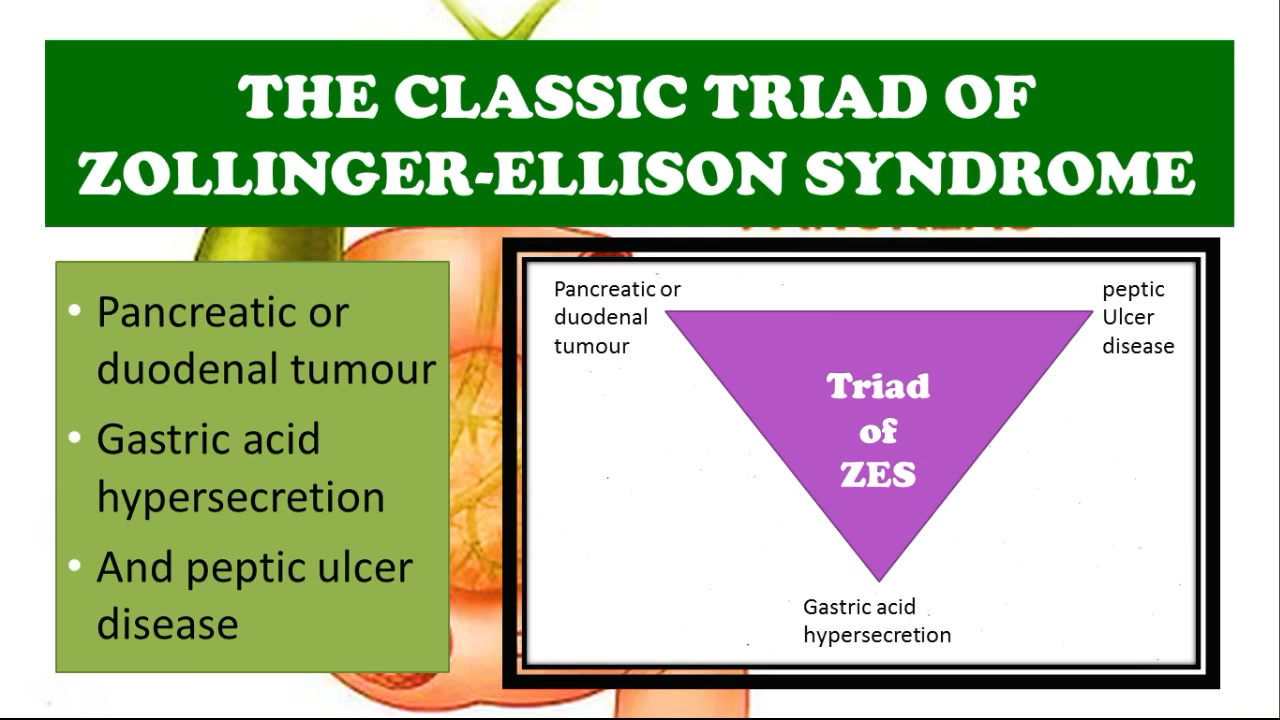 THE CLASSIC TRIAD OF
ZOLLINGER-ELLISON SYNDROME
• Pancreatic or
duodenal tumour
• Gastric acid
hypersecretion
• And peptic ulcer
disease
Pancreatic or
duodenal
tumour
peptic
Ulcer
disease
Triad
of
ZES
Gastric acid
hypersecretion